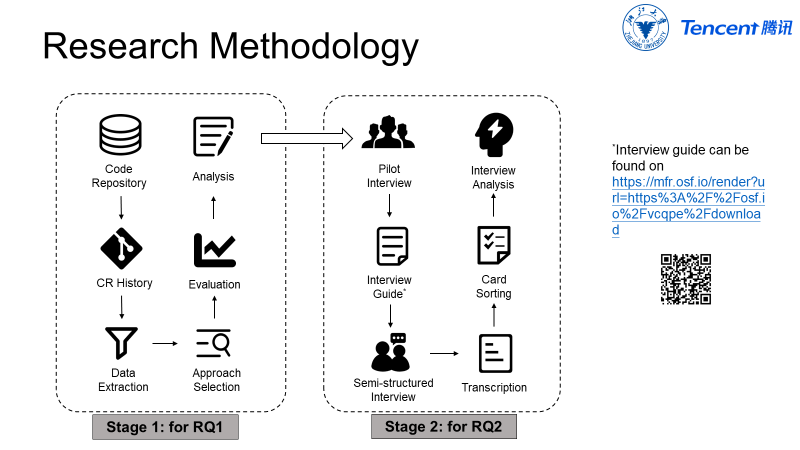 Research Methodology
浙江大学
ZHEJIANG UNIVERSITY
1897
Tencent 腾讯
Code
Repository
Analysis
CR History
Evaluation
Data
Extraction
Approach
Selection
Stage 1: for RQ1
Pilot
Interview
Interview
Analysis
Interview
Guide*
Card
Sorting
Semi-structured
Interview
Transcription
Stage 2: for RQ2
*Interview guide can be
found on
https://mfr.osf.io/render?u
rl=https%3A%2F%2Fosf.i
o%2Fvcqpe%2Fdownloa
d